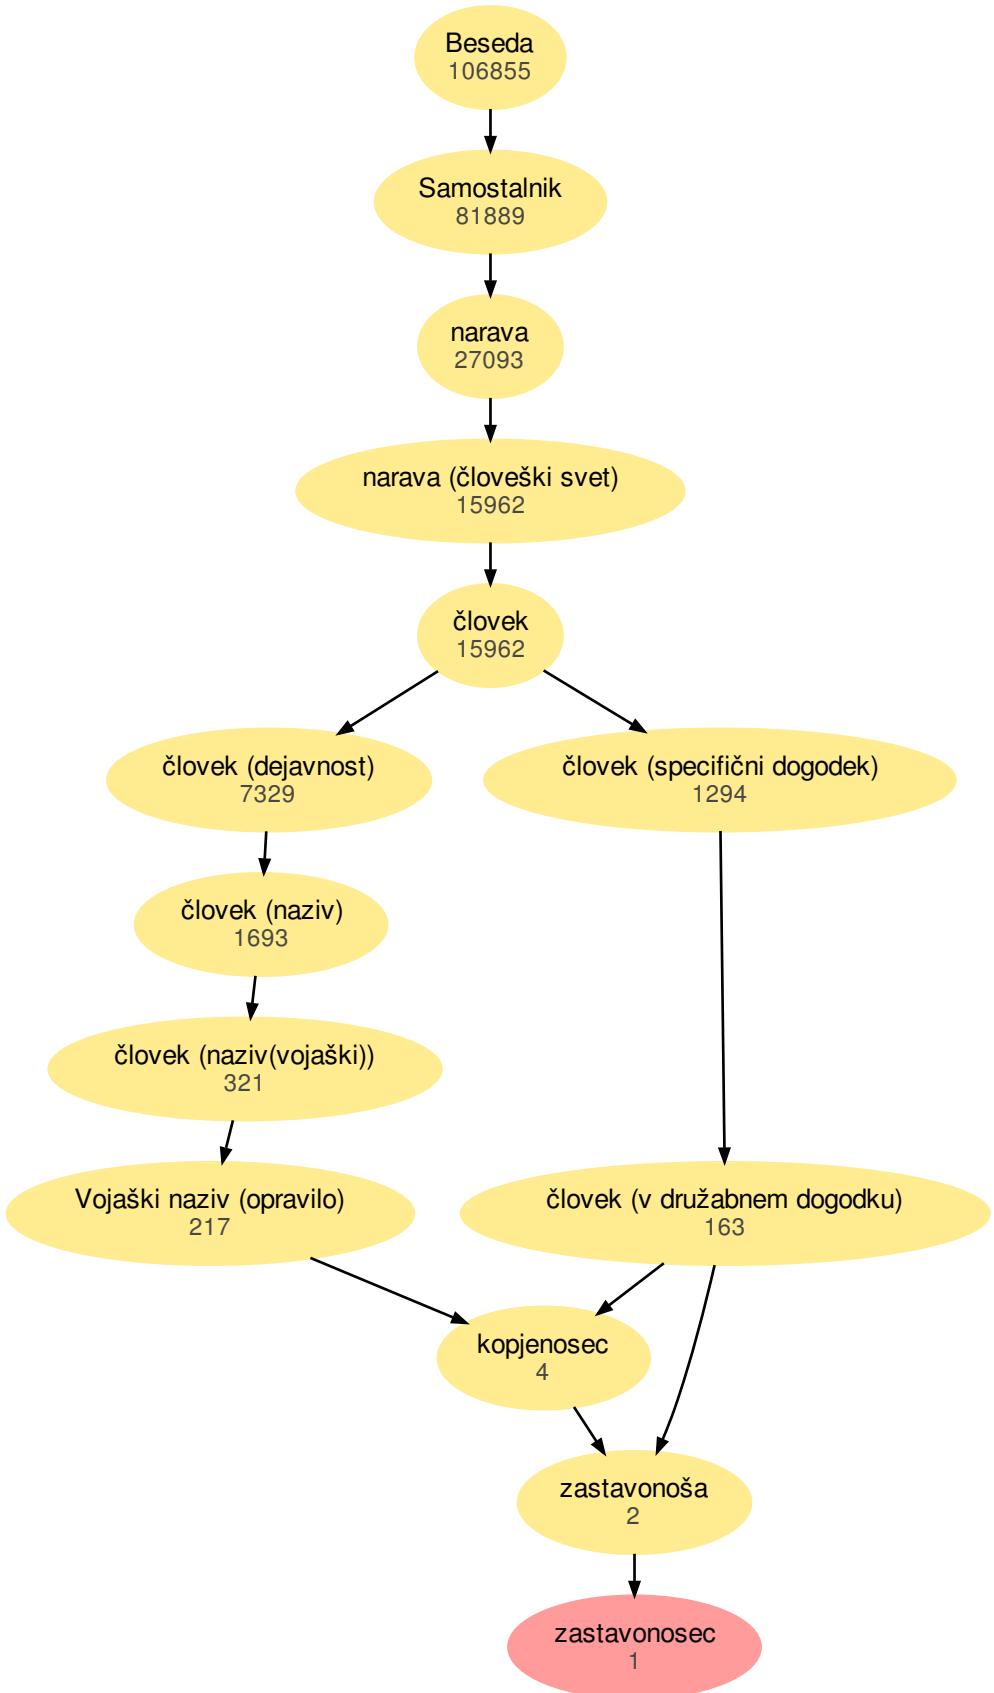 Beseda
106855
Samostalnik
81889
narava
27093
narava (človeški svet)
15962
človek
15962
človek (dejavnost)
7329
človek (specifični dogodek)
1294
človek (naziv)
1693
človek (naziv(vojaški))
321
Vojaški naziv (opravilo)
217
človek (v družabnem dogodku)
163
kopjenosec
4
zastavonoša
2
zastavonosec
1